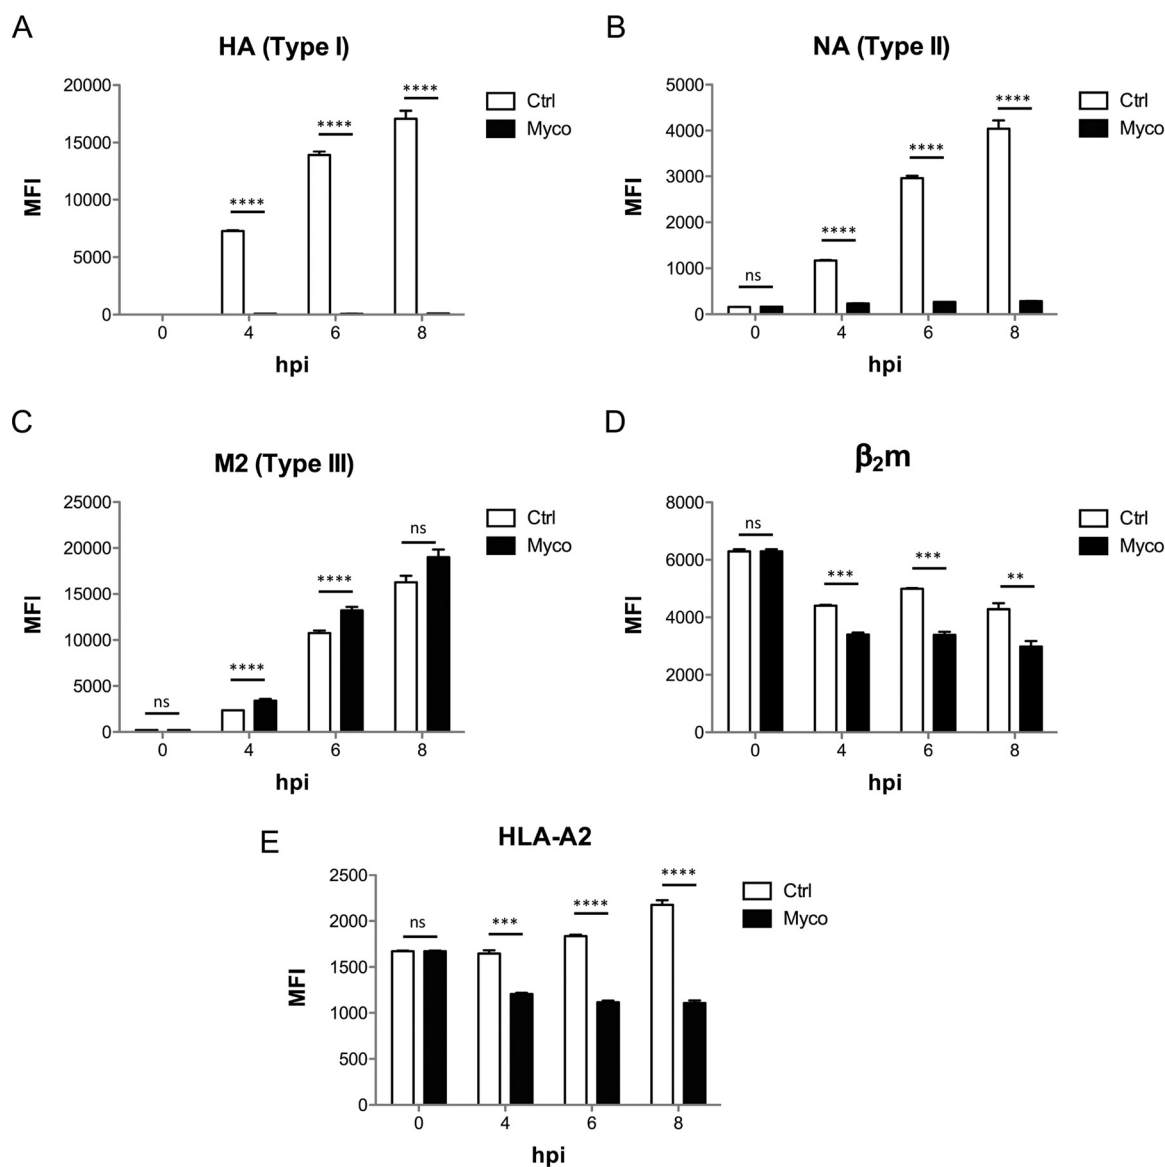 A
HA (Type I)
20000
15000
10000
5000
0
MFI
****
****
****
0 4 6 8
hpi
Ctrl
Myco
B
NA (Type II)
5000
4000
3000
2000
1000
0
MFI
ns
****
****
****
0 4 6 8
hpi
Ctrl
Myco
C
M2 (Type III)
25000
20000
15000
10000
5000
0
MFI
ns
****
****
ns
0 4 6 8
hpi
Ctrl
Myco
D
β₂m
8000
6000
4000
2000
0
MFI
ns
***
***
**
0 4 6 8
hpi
Ctrl
Myco
E
HLA-A2
2500
2000
1500
1000
500
0
MFI
ns
***
****
****
0 4 6 8
hpi
Ctrl
Myco